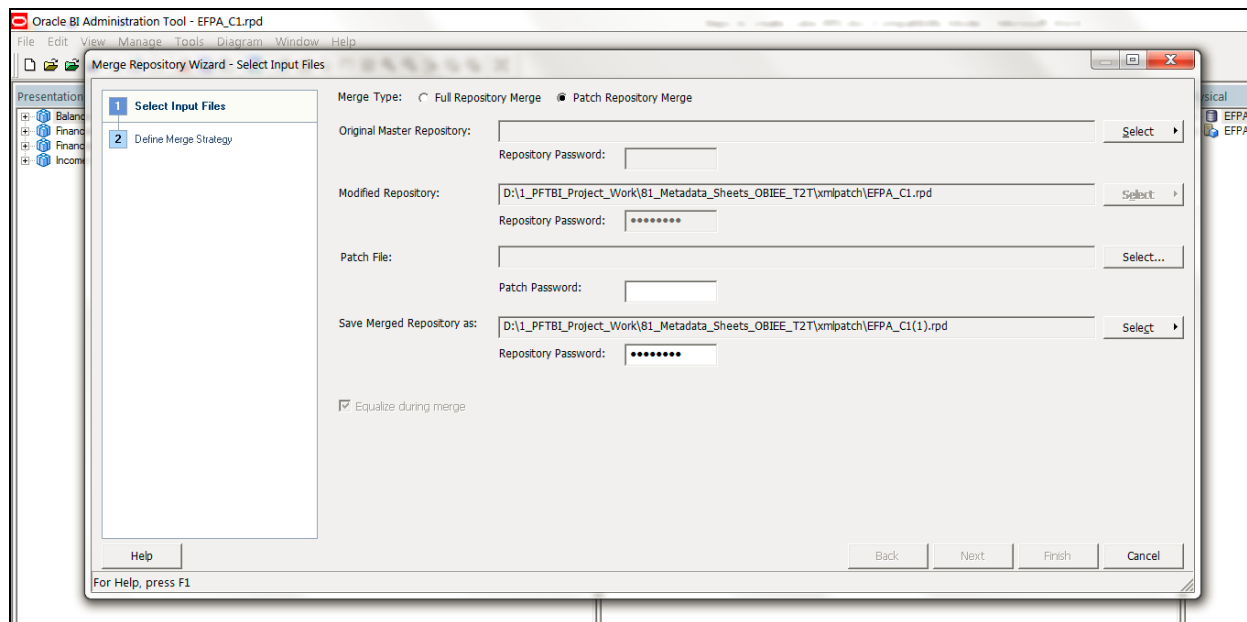 Oracle BI Administration Tool - EFPA_C1.rpd
File Edit View Manage Tools Diagram Window Help
Merge Repository Wizard - Select Input Files
Presentation
Balanc
Financ
Financ
Income
sical
EFPA
EFPA
1 Select Input Files
2 Define Merge Strategy
Merge Type: Full Repository Merge Patch Repository Merge
Original Master Repository: Select
Repository Password:
Modified Repository: D:\1_PFTBI_Project_Work\81_Metadata_Sheets_OBIEE_T2T\xmlpatch\EFPA_C1.rpd Select
Repository Password: ••••••••
Patch File: Select...
Patch Password:
Save Merged Repository as: D:\1_PFTBI_Project_Work\81_Metadata_Sheets_OBIEE_T2T\xmlpatch\EFPA_C1(1).rpd Select
Repository Password: ••••••••
Equalize during merge
Help Back Next Finish Cancel
For Help, press F1